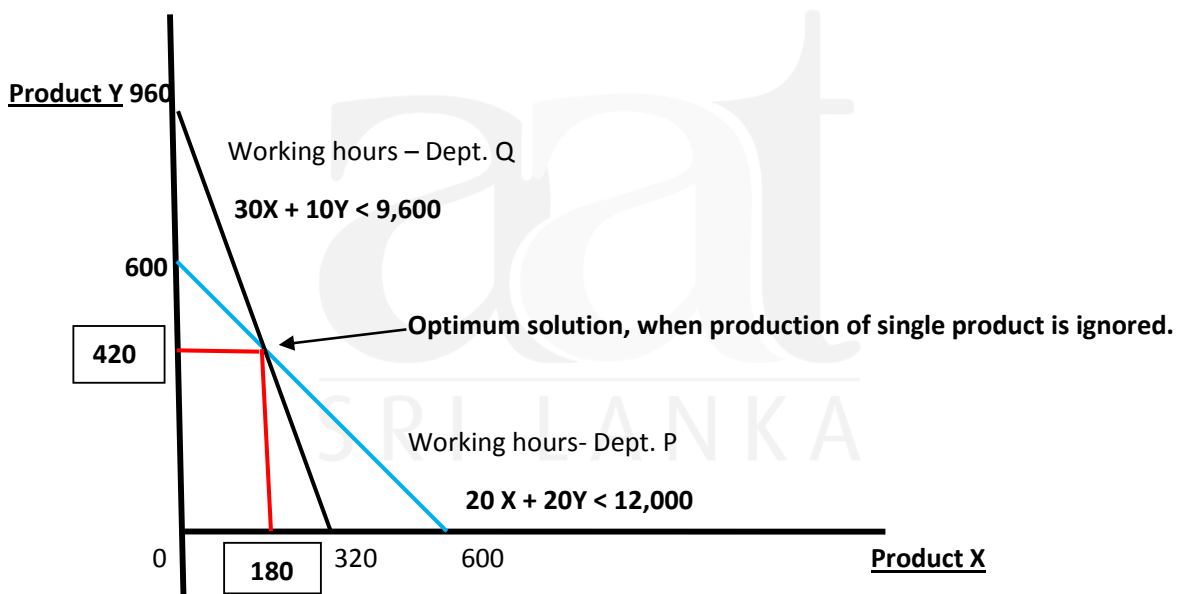 Product Y 960
Working hours – Dept. Q
30X + 10Y < 9,600
600
Optimum solution, when production of single product is ignored.
420
Working hours- Dept. P
20 X + 20Y < 12,000
0
180
320
600
Product X
aat
SRI LANKA